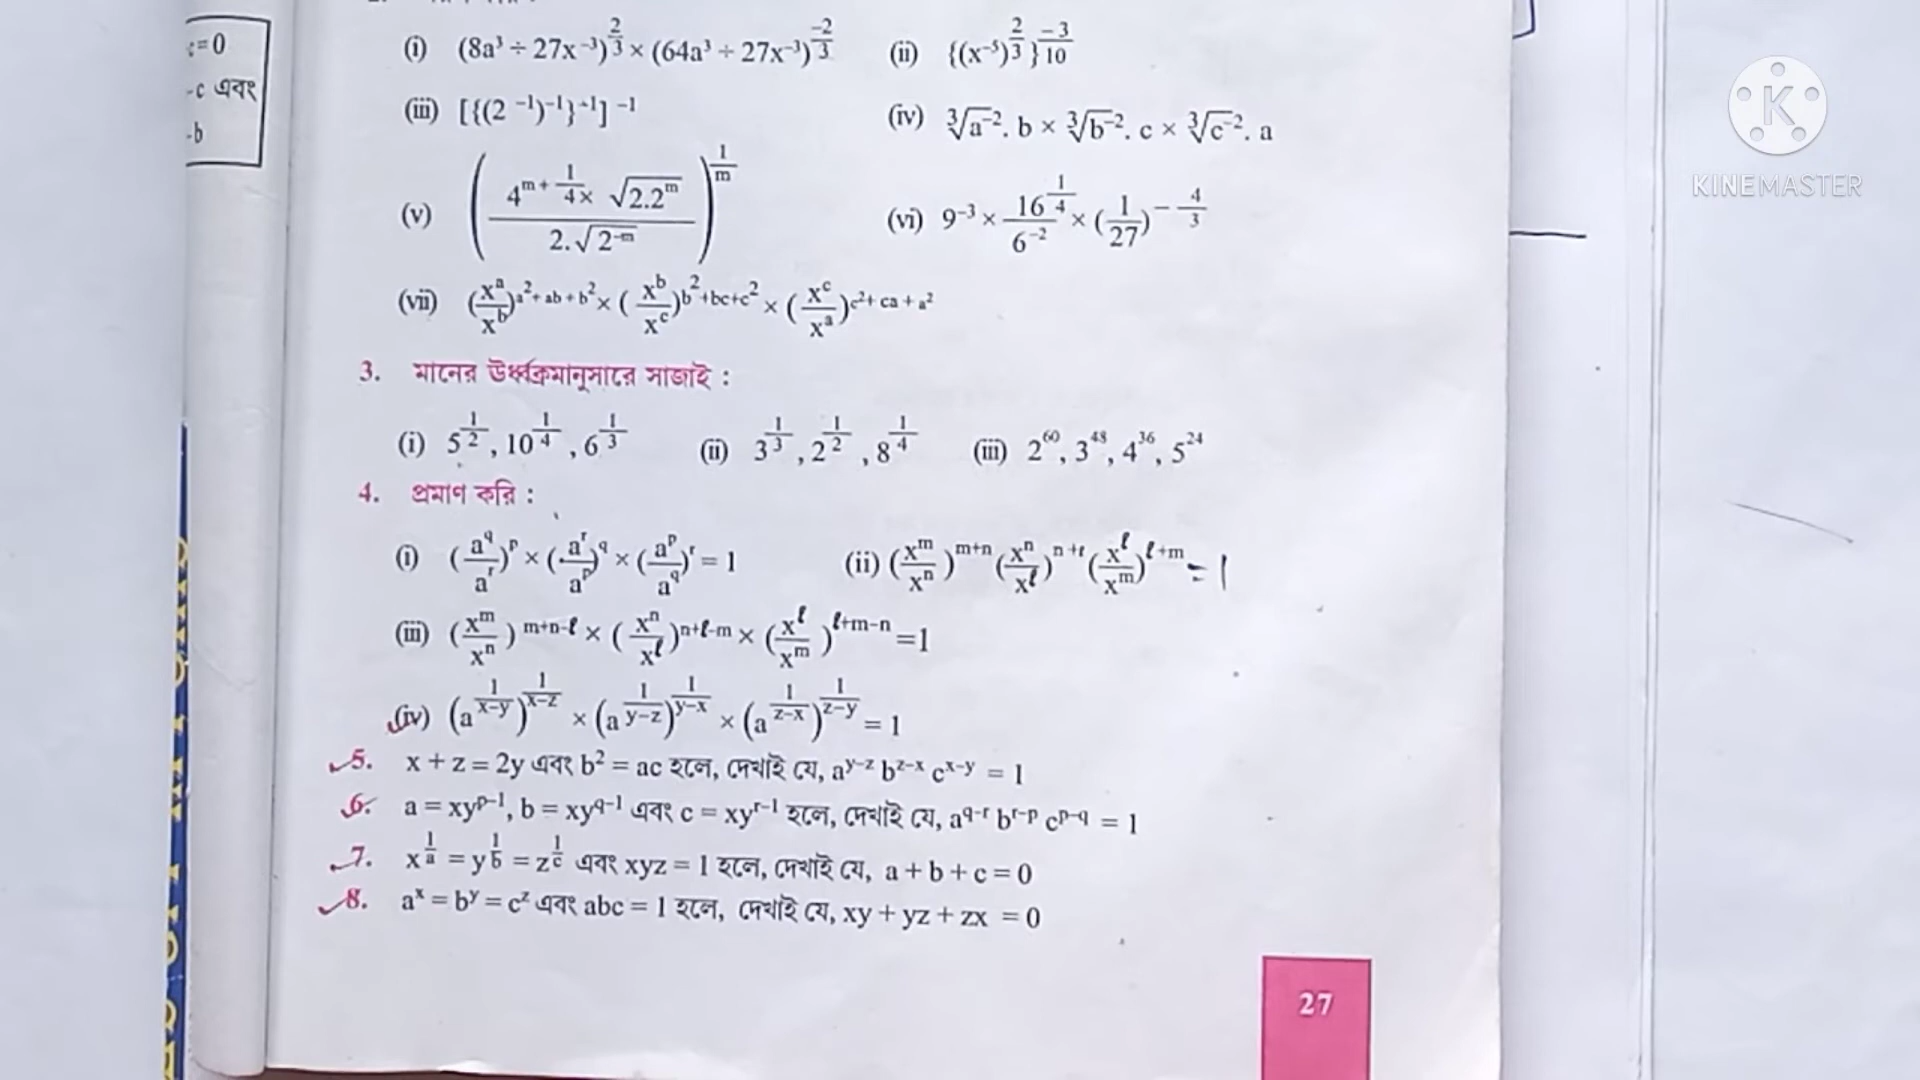 c=0
-c এবং
-b
(i) (8a³ ÷ 27x⁻³)^(2/3) × (64a³ ÷ 27x⁻³)^(-2/3) (ii) {(x⁻⁵)^(2/3)}^(-3/10)
(iii) [{(2⁻¹)⁻¹}⁻¹]⁻¹ (iv) ∛a⁻². b × ∛b⁻². c × ∛c⁻². a
(v) (4^(m+1/4) × √2.2^m / 2.√2^-m)^(1/m) (vi) 9⁻³ × 16^(1/4)/6⁻² × (1/27)^(-4/3)
(vii) (x^a/x^b)^(a²+ab+b²) × (x^b/x^c)^(b²+bc+c²) × (x^c/x^a)^(c²+ca+a²)
3. মানের ঊর্ধ্বক্রমানুসারে সাজাই :
(i) 5^(1/2), 10^(1/4), 6^(1/3) (ii) 3^(1/3), 2^(1/2), 8^(1/4) (iii) 2⁶⁰, 3⁴⁸, 4³⁶, 5²⁴
4. প্রমাণ করি :
(i) (a^q/a^r)^p × (a^r/a^p)^q × (a^p/a^q)^r = 1 (ii) (x^m/x^n)^(m+n) (x^n/x^ℓ)^(n+ℓ) (x^ℓ/x^m)^(ℓ+m) = 1
(iii) (x^m/x^n)^(m+n-ℓ) × (x^n/x^ℓ)^(n+ℓ-m) × (x^ℓ/x^m)^(ℓ+m-n) =1
(iv) (a^(1/(x-y)))^(1/(x-z)) × (a^(1/(y-z)))^(1/(y-x)) × (a^(1/(z-x)))^(1/(z-y)) = 1
5. x + z = 2y এবং b² = ac হলে, দেখাই যে, a^(y-z) b^(z-x) c^(x-y) = 1
6. a = xy^(p-1), b = xy^(q-1) এবং c = xy^(r-1) হলে, দেখাই যে, a^(q-r) b^(r-p) c^(p-q) = 1
7. x^(1/a) = y^(1/b) = z^(1/c) এবং xyz = 1 হলে, দেখাই যে, a + b + c = 0
8. a^x = b^y = c^z এবং abc = 1 হলে, দেখাই যে, xy + yz + zx = 0
27
K
KINEMASTER